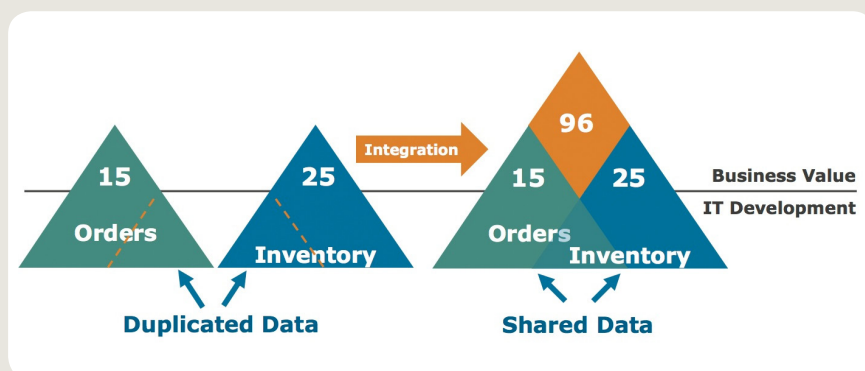 96
15
25
Integration
15
25
Business Value
IT Development
Orders
Inventory
Orders
Inventory
Duplicated Data
Shared Data